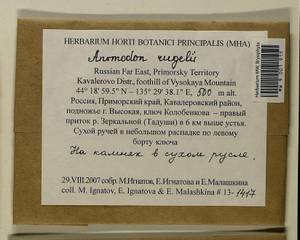 HERBARIUM HORTI BOTANICI PRINCIPALIS (MHA)
Anomodon rugelii
Russian Far East, Primorsky Territory
Kavalerovo Distr., foothill of Vysokaya Mountain
44° 18' 59.5" N – 135° 29' 38.1" E, 500 m alt.
Россия, Приморский край, Кавалеровский район,
подножье г. Высокая, ключ Колобенкова – правый
приток р. Зеркальной (Тадуши) в 6 км выше устья.
Сухой ручей в небольшом распадке по левому
борту ключа
На камнях в сухом русле.
29.VIII.2007 собр. М.Игнатов, Е.Игнатова и Е.Малашкина
coll. M. Ignatov, E. Ignatova & E. Malashkina # 13-1417